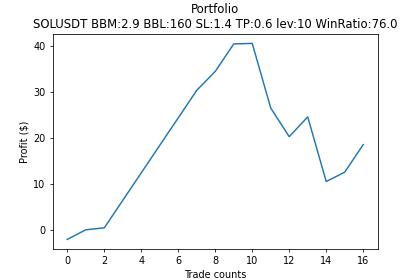 Portfolio
SOLUSDT BBM:2.9 BBL:160 SL:1.4 TP:0.6 lev:10 WinRatio:76.0
40
30
20
10
0
Profit ($)
0 2 4 6 8 10 12 14 16
Trade counts